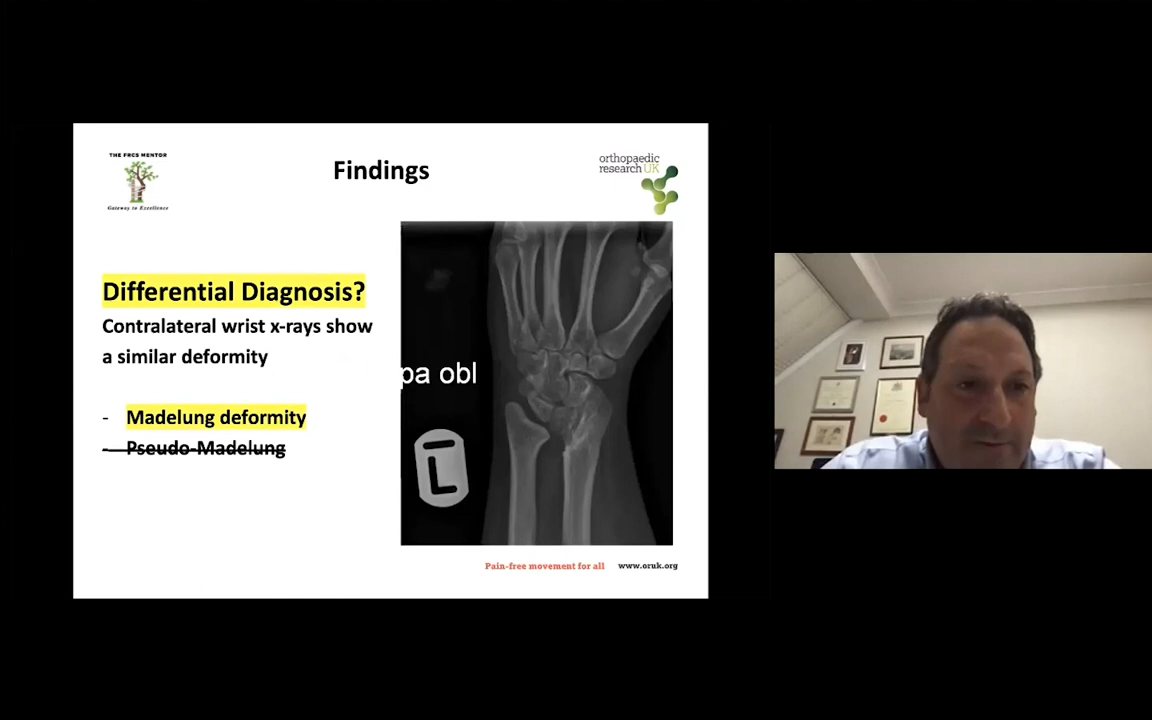 THE FRCS MENTOR
Gateway to Excellence
Findings
orthopaedic
research UK
Differential Diagnosis?
Contralateral wrist x-rays show
a similar deformity
- Madelung deformity
- Pseudo-Madelung
pa obl
L
Pain-free movement for all www.oruk.org